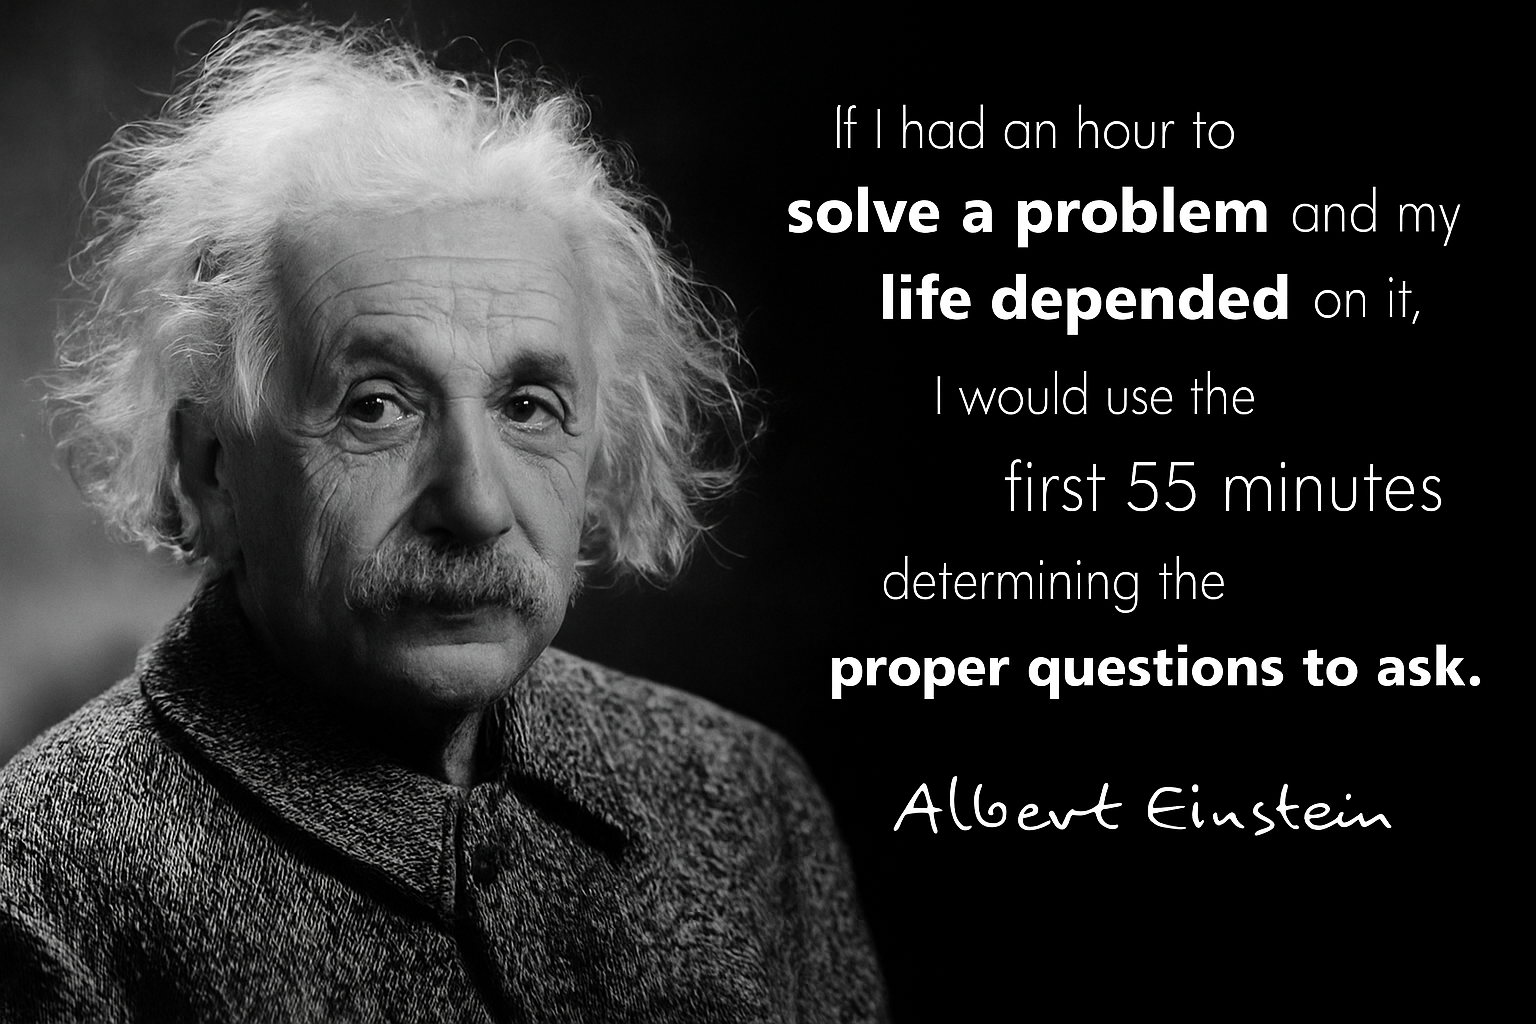 If I had an hour to
solve a problem and my
life depended on it,
I would use the
first 55 minutes
determining the
proper questions to ask.
Albert Einstein